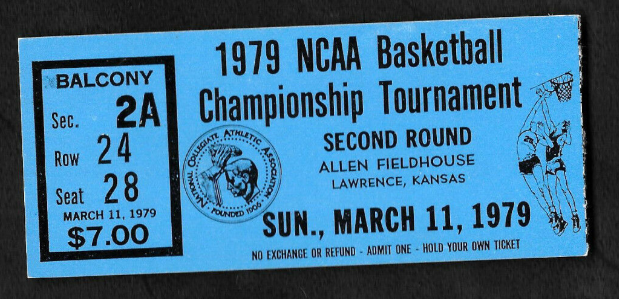 BALCONY
Sec. 2A
Row 24
Seat 28
MARCH 11, 1979
$7.00
1979 NCAA Basketball
Championship Tournament
SECOND ROUND
ALLEN FIELDHOUSE
LAWRENCE, KANSAS
NATIONAL COLLEGIATE ATHLETIC ASSOCIATION
FOUNDED 1906
SUN., MARCH 11, 1979
NO EXCHANGE OR REFUND - ADMIT ONE - HOLD YOUR OWN TICKET